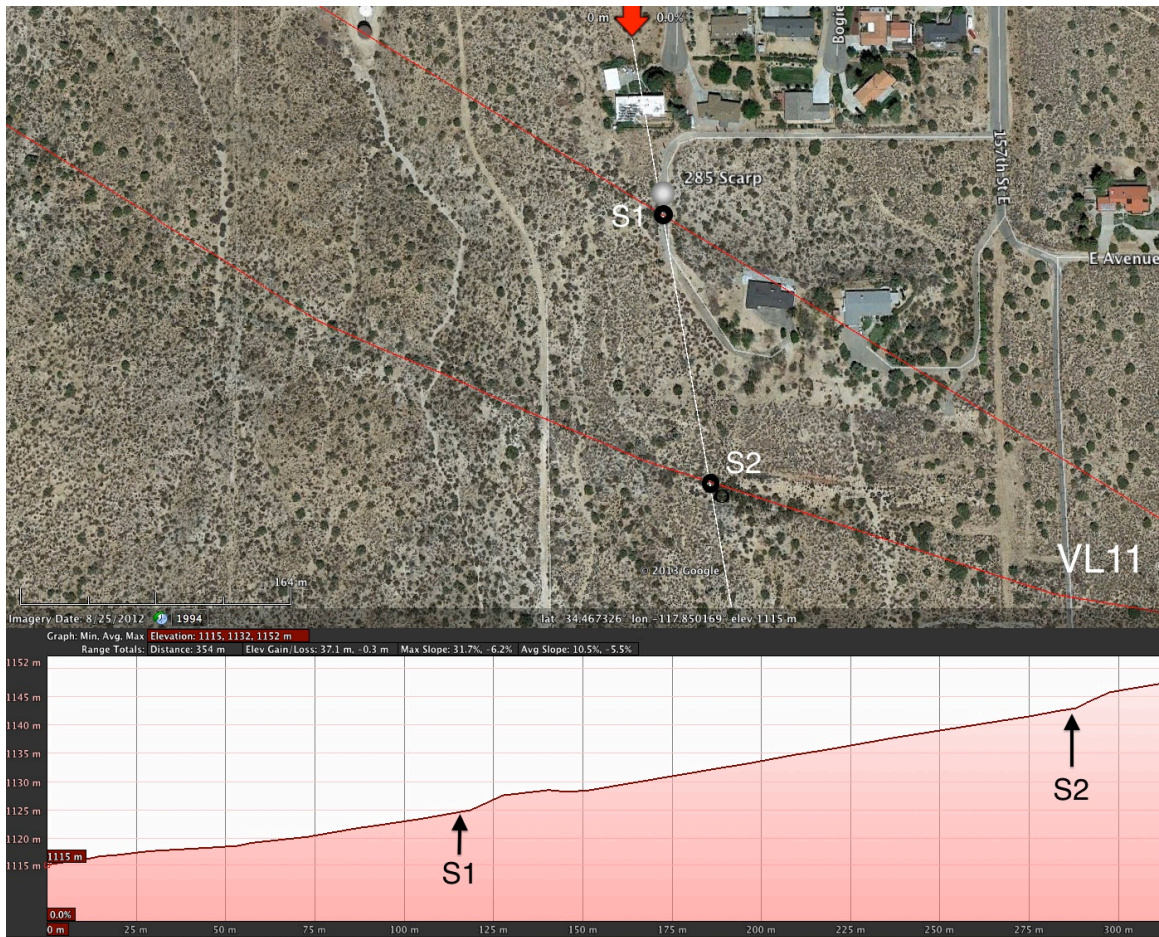 0 m 0.0%
Bogie
157th St E
285 Scarp
S1
E Avenue
S2
© 2013 Google
VL11
164 m
Imagery Date: 8/25/2012 1994 lat 34.467326 lon -117.850169 elev 1115 m
Graph: Min, Avg, Max Elevation: 1115, 1132, 1152 m
Range Totals: Distance: 354 m Elev Gain/Loss: 37.1 m, -0.3 m Max Slope: 31.7%, -6.2% Avg Slope: 10.5%, -5.5%
1152 m
1145 m
1140 m
1135 m
1130 m
1125 m
1120 m
1115 m
1115 m
S1
S2
0.0%
0 m 25 m 50 m 75 m 100 m 125 m 150 m 175 m 200 m 225 m 250 m 275 m 300 m